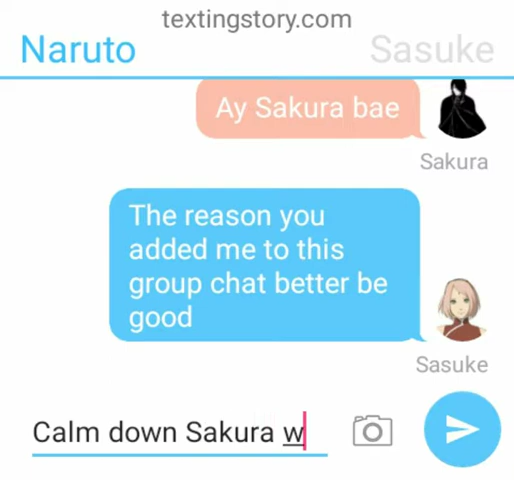 textingstory.com
Naruto
Sasuke
Ay Sakura bae
Sakura
The reason you
added me to this
group chat better be
good
Sasuke
Calm down Sakura w